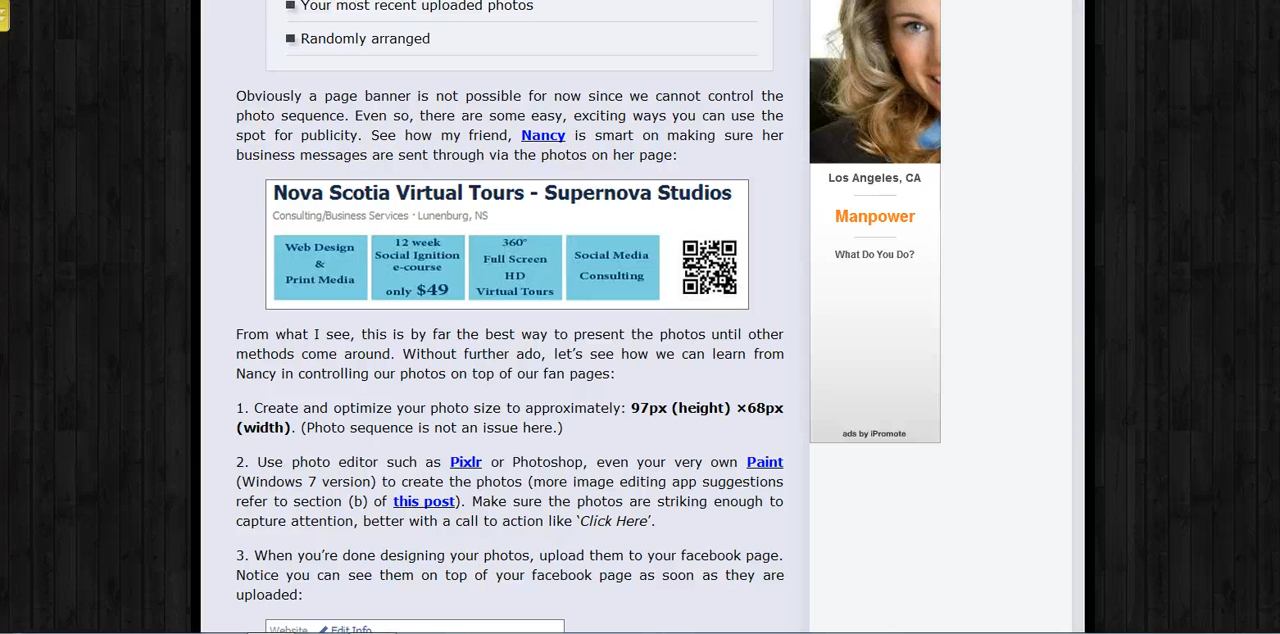 Your most recent uploaded photos
Randomly arranged
Obviously a page banner is not possible for now since we cannot control the
photo sequence. Even so, there are some easy, exciting ways you can use the
spot for publicity. See how my friend, Nancy is smart on making sure her
business messages are sent through via the photos on her page:
Nova Scotia Virtual Tours - Supernova Studios
Consulting/Business Services · Lunenburg, NS
Web Design
&
Print Media
12 week
Social Ignition
e-course
only $49
360°
Full Screen
HD
Virtual Tours
Social Media
Consulting
From what I see, this is by far the best way to present the photos until other
methods come around. Without further ado, let’s see how we can learn from
Nancy in controlling our photos on top of our fan pages:
1. Create and optimize your photo size to approximately: 97px (height) ×68px
(width). (Photo sequence is not an issue here.)
2. Use photo editor such as Pixlr or Photoshop, even your very own Paint
(Windows 7 version) to create the photos (more image editing app suggestions
refer to section (b) of this post). Make sure the photos are striking enough to
capture attention, better with a call to action like ‘Click Here’.
3. When you’re done designing your photos, upload them to your facebook page.
Notice you can see them on top of your facebook page as soon as they are
uploaded:
Website Edit Info
Los Angeles, CA
Manpower
What Do You Do?
ads by iPromote